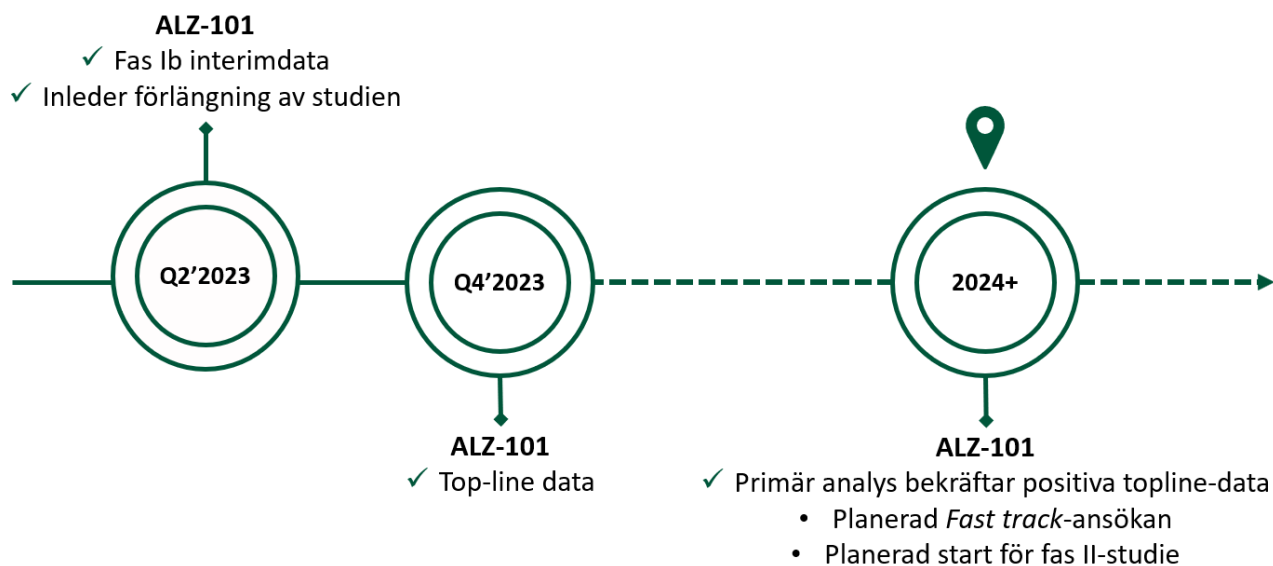 ALZ-101
✓ Fas Ib interimdata
✓ Inleder förlängning av studien
Q2’2023
Q4’2023
2024+
ALZ-101
✓ Top-line data
ALZ-101
✓ Primär analys bekräftar positiva topline-data
• Planerad Fast track-ansökan
• Planerad start för fas II-studie